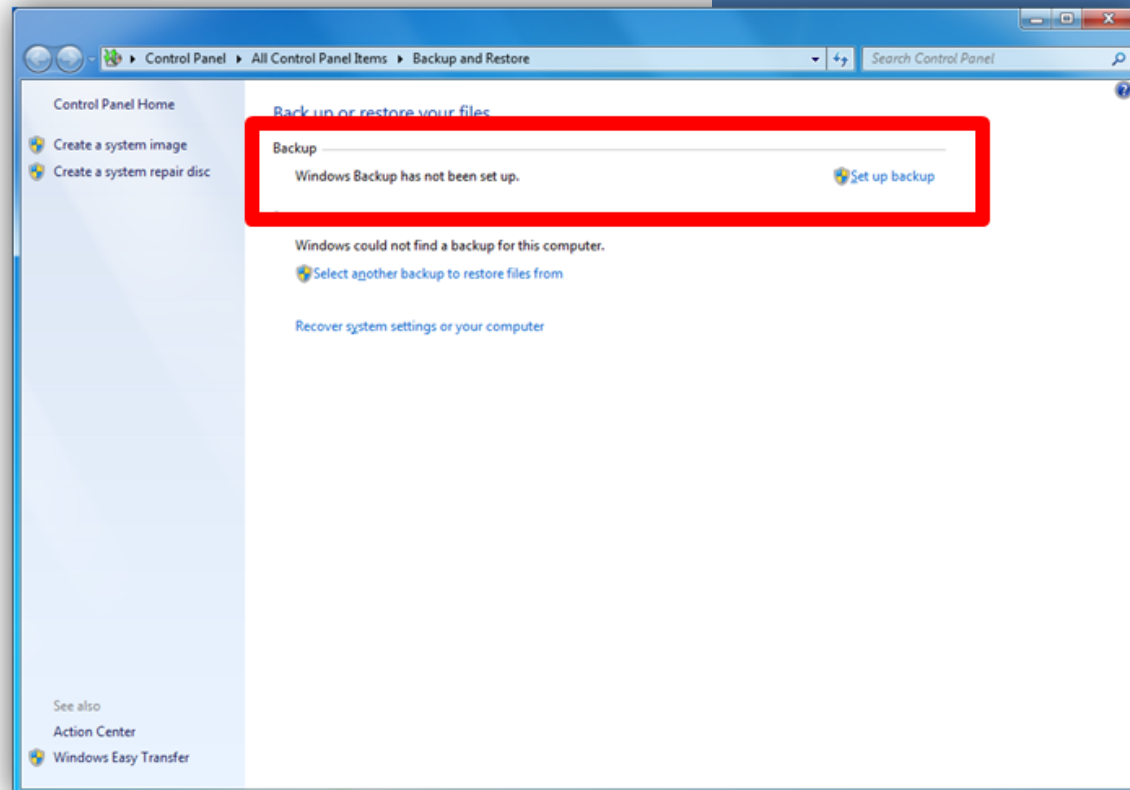 Control Panel ▸ All Control Panel Items ▸ Backup and Restore
Search Control Panel
Control Panel Home
Create a system image
Create a system repair disc
Back up or restore your files
Backup
Windows Backup has not been set up.
Set up backup
Windows could not find a backup for this computer.
Select another backup to restore files from
Recover system settings or your computer
See also
Action Center
Windows Easy Transfer